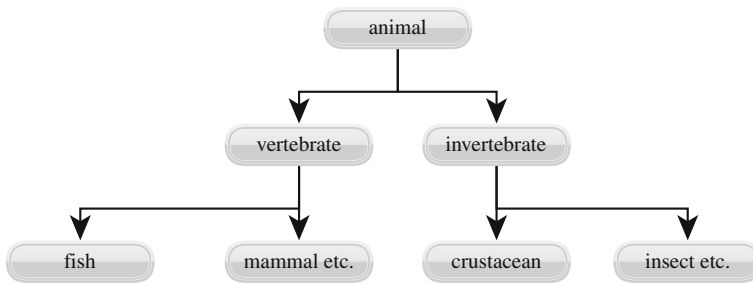 animal
vertebrate
invertebrate
fish
mammal etc.
crustacean
insect etc.